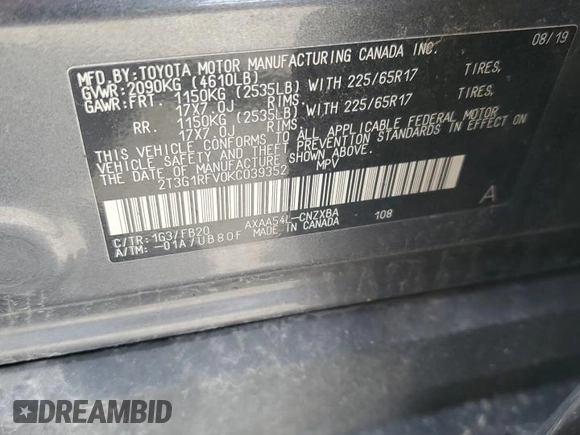 MFD.BY:TOYOTA MOTOR MANUFACTURING CANADA INC. 08/19
GVWR:2090KG (4610LB)
GAWR:FRT. 1150KG (2535LB) WITH 225/65R17 TIRES,
17X7.0J RIMS,
RR. 1150KG (2535LB) WITH 225/65R17 TIRES,
17X7.0J RIMS,
THIS VEHICLE CONFORMS TO ALL APPLICABLE FEDERAL MOTOR
VEHICLE SAFETY AND THEFT PREVENTION STANDARDS IN EFFECT ON
THE DATE OF MANUFACTURE SHOWN ABOVE.
2T3G1RFV0KC039352 MPV
A
C/TR:1G3/FB20 AXAA54L-CNZXBA 108
A/TM:-01A/UB80F MADE IN CANADA
DREAMBID
DREAMBID.COM